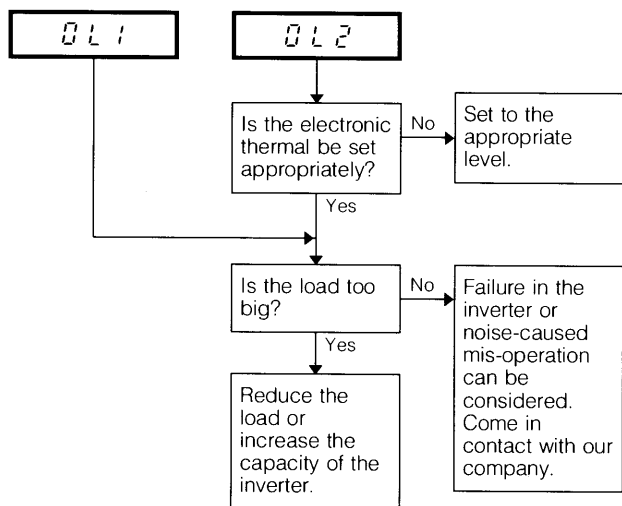 OL1
OL2
Is the electronic
thermal be set
appropriately?
No
Set to the
appropriate
level.
Yes
Is the load too
big?
No
Failure in the
inverter or
noise-caused
mis-operation
can be
considered.
Come in
contact with our
company.
Yes
Reduce the
load or
increase the
capacity of the
inverter.